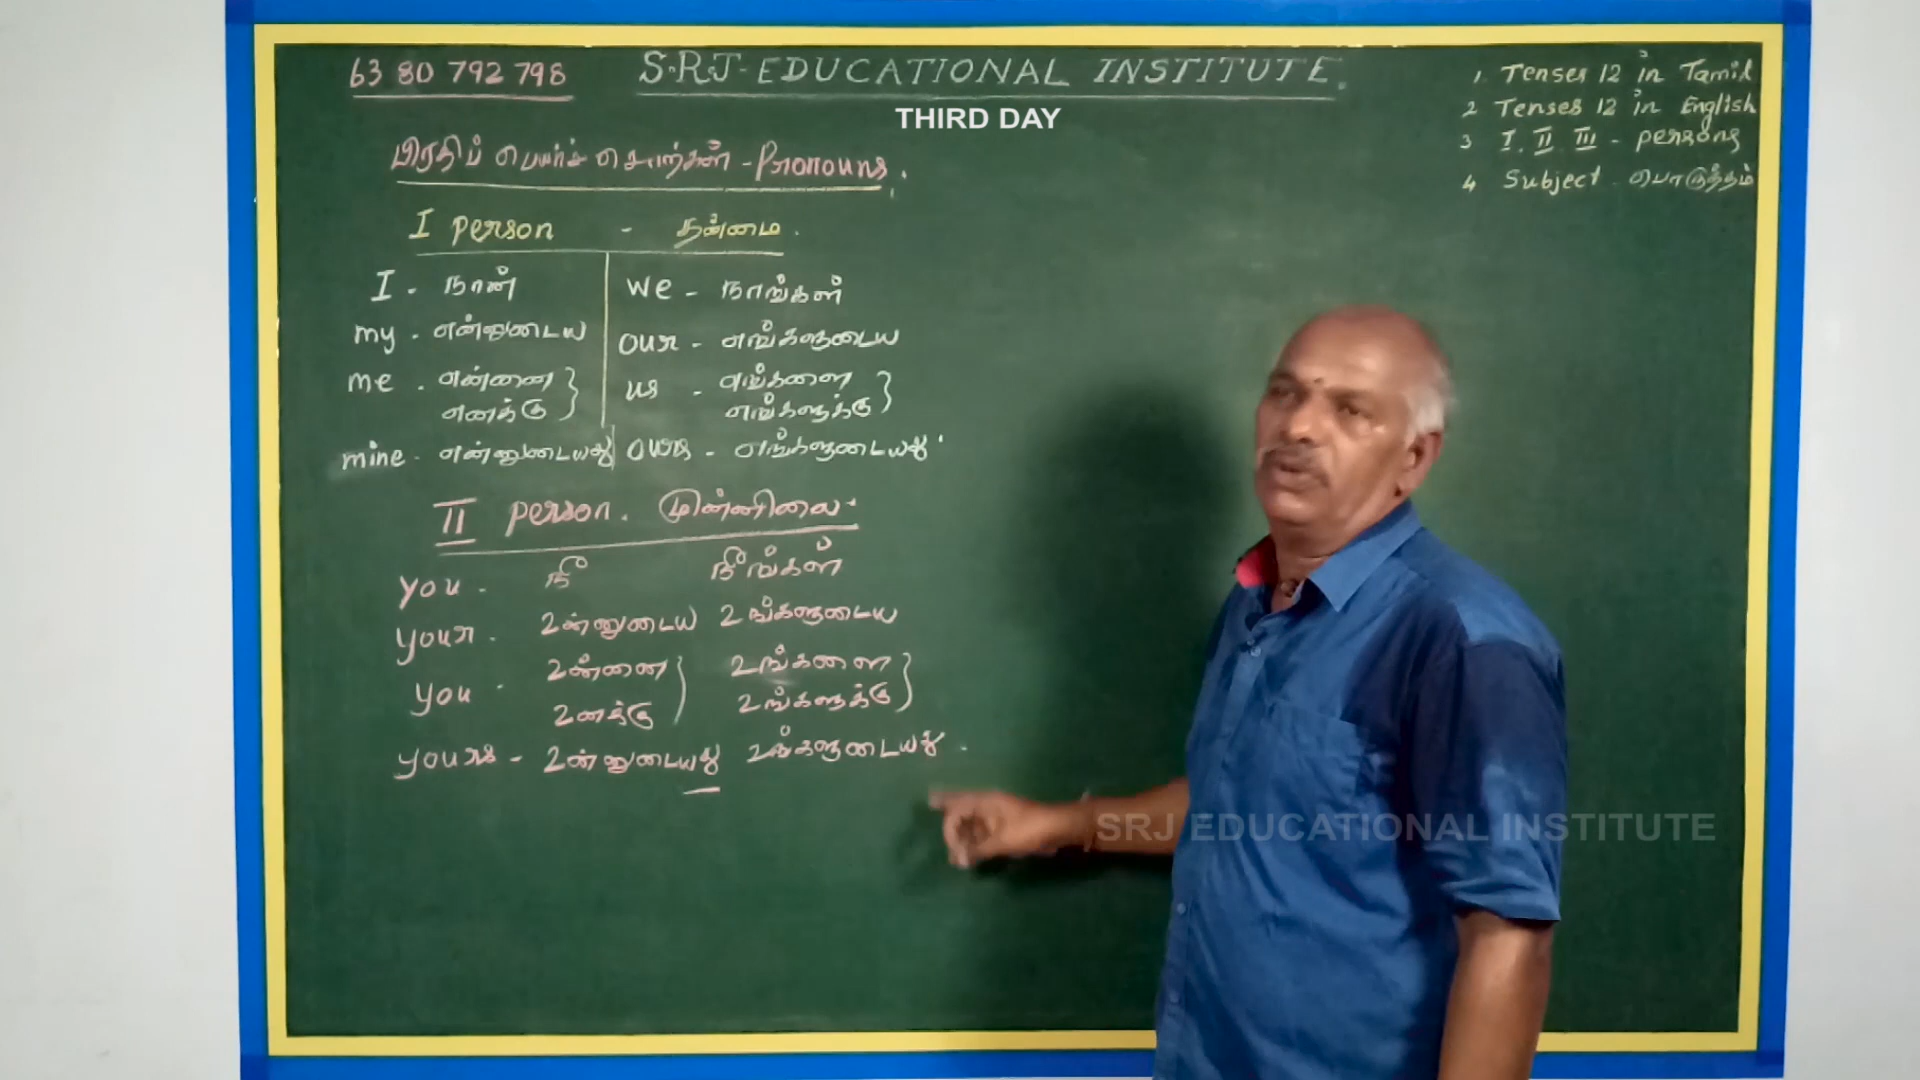 63 80 792 798
S.R.J. EDUCATIONAL INSTITUTE.
THIRD DAY
1. Tenses 12 in Tamil
2 Tenses 12 in English
3 I, II III - persons
4 Subject - பொருத்தம்
பிரதிப் பெயர்ச் சொற்கள் - Pronouns.
I person - தன்மை.
I - நான் we - நாங்கள்
my - என்னுடைய our - எங்களுடைய
me - என்னை us - எங்களை
எனக்கு எங்களுக்கு
mine - என்னுடையது ours - எங்களுடையது
II person. முன்னிலை
you - நீ நீங்கள்
your - உன்னுடைய உங்களுடைய
you - உன்னை உங்களை
உனக்கு உங்களுக்கு
yours - உன்னுடையது உங்களுடையது.
SRJ EDUCATIONAL INSTITUTE